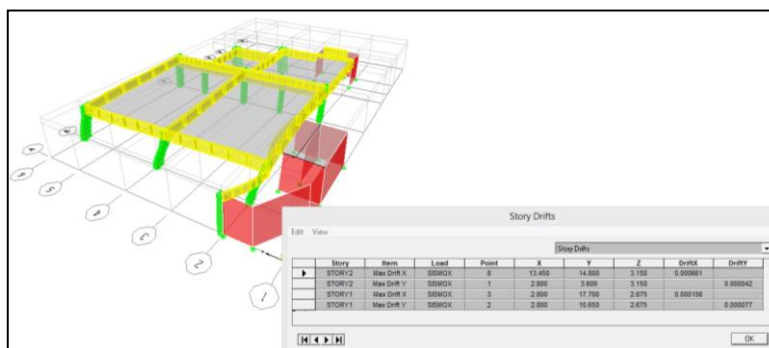 Story Drifts
Edit View
Story Drifts
Story Item Load Point X Y Z DriftX DriftY
STORY2 Max Drift X SISMOX 8 13.450 14.800 3.150 0.000661
STORY2 Max Drift Y SISMOX 1 2.800 3.600 3.150 0.000042
STORY1 Max Drift X SISMOX 3 2.800 17.700 2.675 0.000156
STORY1 Max Drift Y SISMOX 2 2.800 10.650 2.675 0.000077
OK